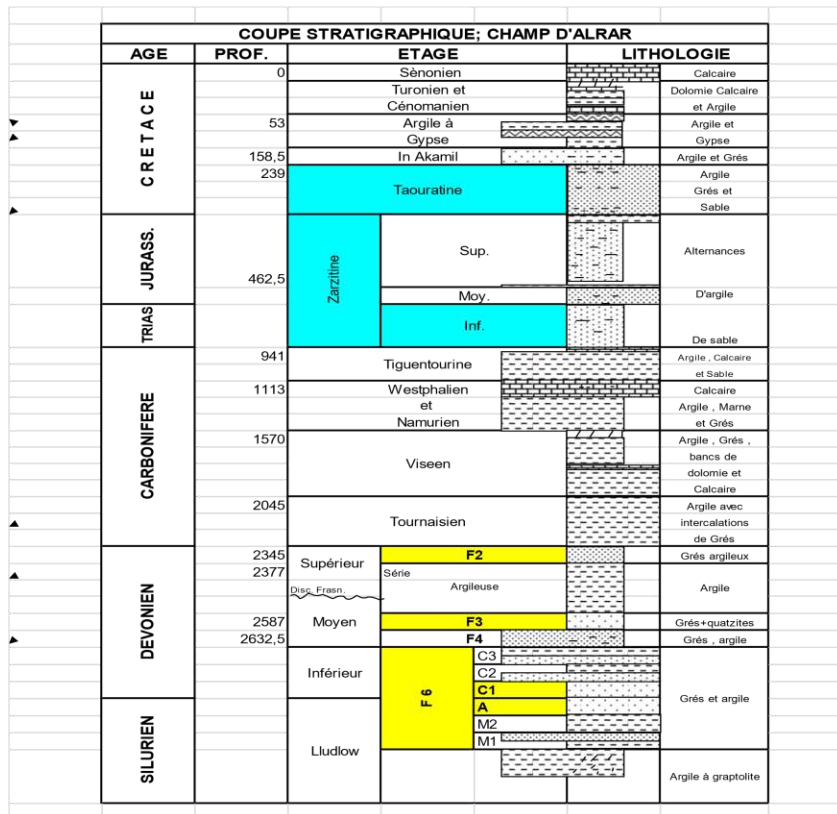 COUPE STRATIGRAPHIQUE; CHAMP D'ALRAR
AGE PROF. ETAGE LITHOLOGIE
CRETACE
0 Sènonien Calcaire
Turonien et Dolomie Calcaire
Cénomanien et Argile
53 Argile à Argile et
Gypse Gypse
158,5 In Akamil Argile et Grés
239 Taouratine Argile
Grés et
Sable
JURASS.
Zarzitine
Sup. Alternances
462,5
Moy. D'argile
TRIAS
Inf. De sable
CARBONIFERE
941 Tiguentourine Argile , Calcaire
et Sable
1113 Westphalien Calcaire
et Argile , Marne
Namurien et Grés
1570 Viseen Argile , Grés ,
bancs de
dolomie et
Calcaire
2045 Tournaisien Argile avec
intercalations
de Grés
DEVONIEN
2345 Supérieur F2 Grés argileux
2377 Série
Disc. Frasn. Argileuse Argile
2587 Moyen F3 Grés+quatzites
2632,5 F4 Grés , argile
Inférieur F 6 C3
C2
C1 Grés et argile
SILURIEN
A
M2
Lludlow M1
Argile à graptolite